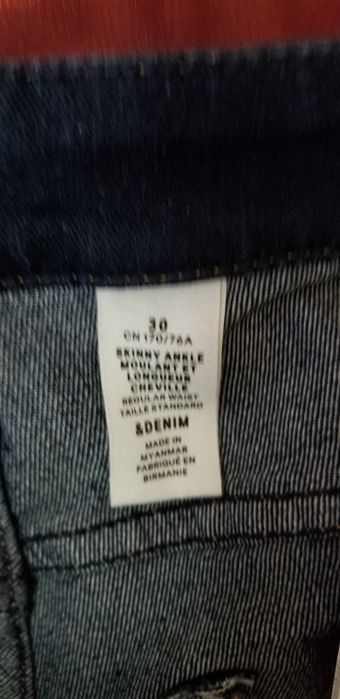 30
CN 170/76A
SKINNY ANKLE
MOULANT ET
LONGUEUR
CHEVILLE
REGULAR WAIST
TAILLE STANDARD
&DENIM
MADE IN
MYANMAR
FABRIQUÉ EN
BIRMANIE